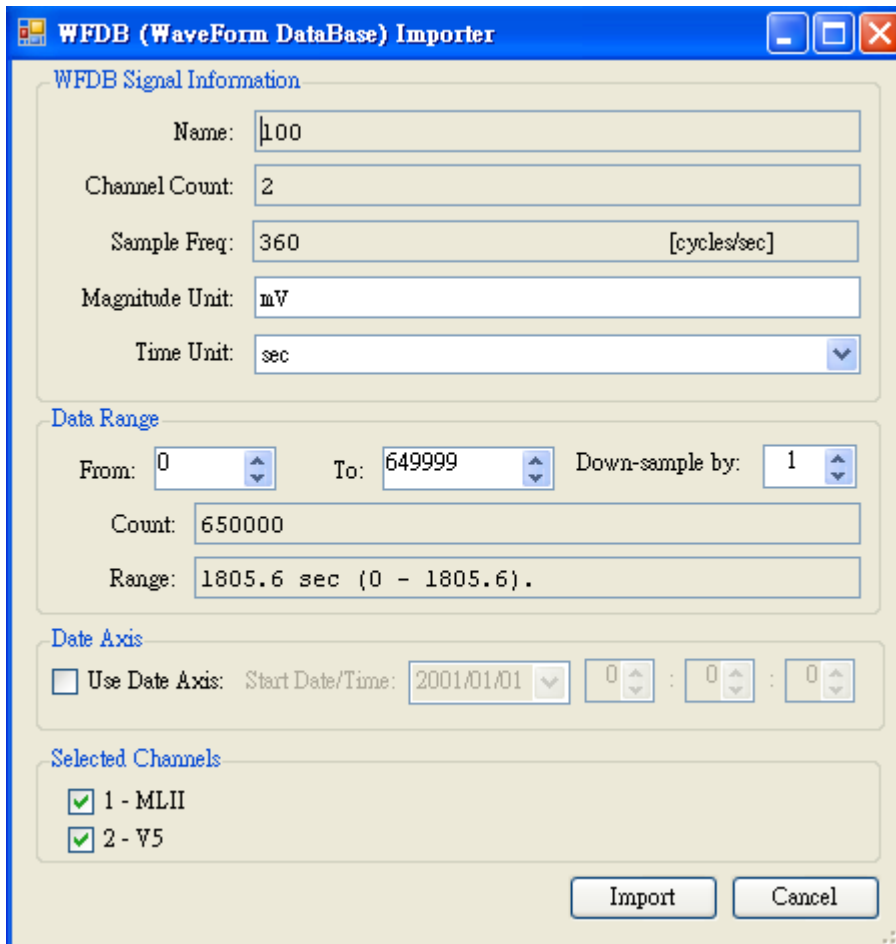 WFDB (WaveForm DataBase) Importer
WFDB Signal Information
Name: 100
Channel Count: 2
Sample Freq: 360 [cycles/sec]
Magnitude Unit: mV
Time Unit: sec
Data Range
From: 0 To: 649999 Down-sample by: 1
Count: 650000
Range: 1805.6 sec (0 - 1805.6).
Date Axis
Use Date Axis: Start Date/Time: 2001/01/01 0 : 0 : 0
Selected Channels
1 - MLII
2 - V5
Import Cancel